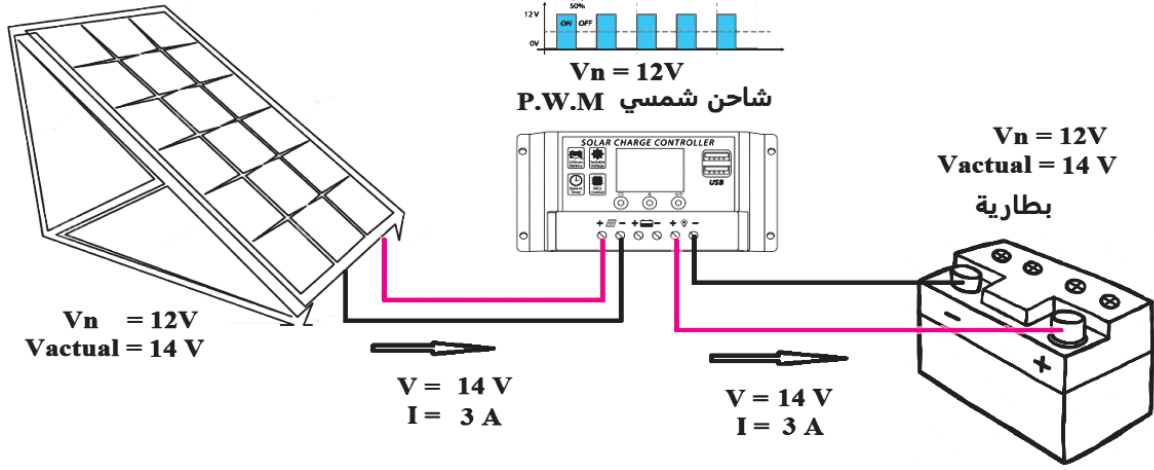 50%
12V
ON OFF
0V
Vn = 12V
P.W.M شاحن شمسي
SOLAR CHARGE CONTROLLER
USB
+ - + - + -
Vn = 12V
Vactual = 14 V
بطارية
- +
Vn = 12V
Vactual = 14 V
V = 14 V
I = 3 A
V = 14 V
I = 3 A